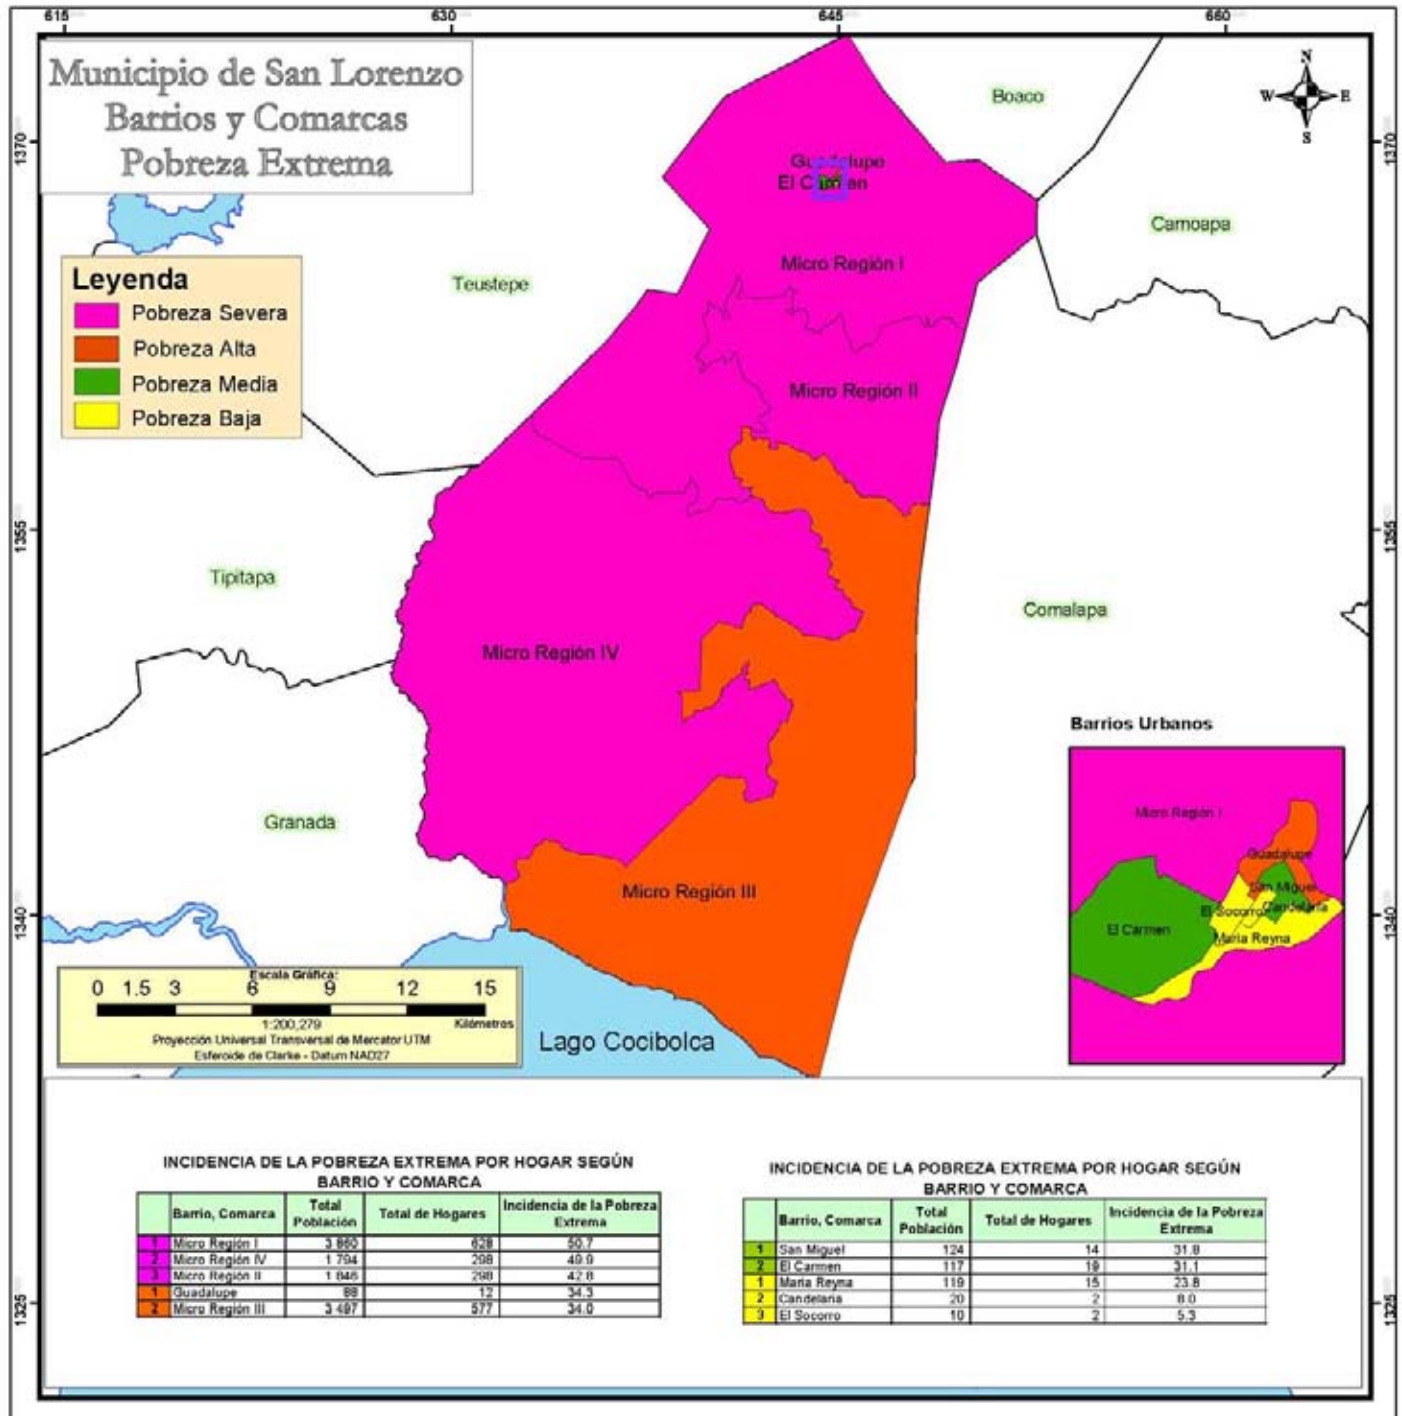 615 630 645 660
Municipio de San Lorenzo
Barrios y Comarcas
Pobreza Extrema
N
W E
S
1370 1370
Boaco
Guadalupe
El Carmen
Camoapa
Micro Región I
Teustepe
Leyenda
Pobreza Severa
Pobreza Alta
Pobreza Media
Pobreza Baja
Micro Región II
1355 1355
Tipitapa
Comalapa
Micro Región IV
Barrios Urbanos
Granada
Micro Región I
Guadalupe
San Miguel
El Socorro Candelaria
El Carmen
Maria Reyna
Micro Región III
1340 1340
Escala Gráfica:
0 1.5 3 6 9 12 15
1:200,279 Kilómetros
Proyección Universal Transversal de Mercator UTM
Esferoide de Clarke - Datum NAD27
Lago Cocibolca
INCIDENCIA DE LA POBREZA EXTREMA POR HOGAR SEGÚN
BARRIO Y COMARCA
Barrio, Comarca Total Población Total de Hogares Incidencia de la Pobreza Extrema
1 Micro Región I 3 860 628 50.7
2 Micro Región IV 1 794 298 49.9
3 Micro Región II 1 846 298 42.8
1 Guadalupe 88 12 34.3
2 Micro Región III 3 497 577 34.0
INCIDENCIA DE LA POBREZA EXTREMA POR HOGAR SEGÚN
BARRIO Y COMARCA
Barrio, Comarca Total Población Total de Hogares Incidencia de la Pobreza Extrema
1 San Miguel 124 14 31.8
2 El Carmen 117 19 31.1
1 Maria Reyna 119 15 23.8
2 Candelaria 20 2 8.0
3 El Socorro 10 2 5.3
1325 1325